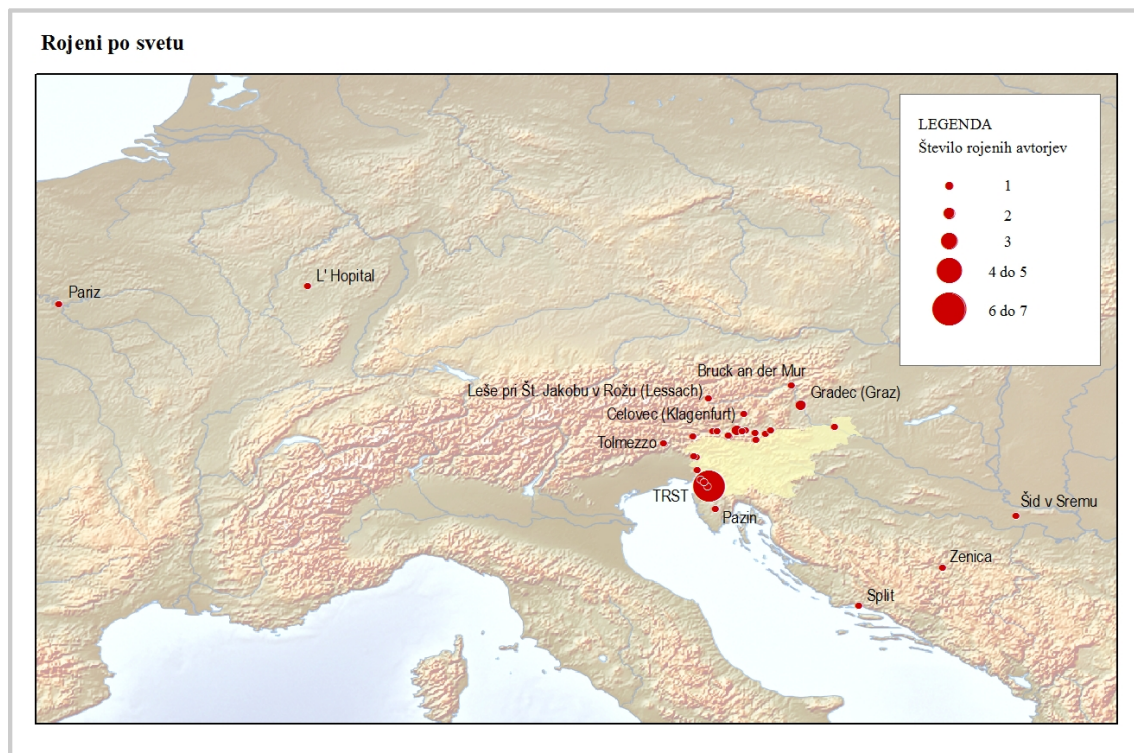 Rojeni po svetu
LEGENDA
Število rojenih avtorjev
1
2
3
4 do 5
6 do 7
L' Hopital
Pariz
Bruck an der Mur
Leše pri Št. Jakobu v Rožu (Lessach)
Gradec (Graz)
Celovec (Klagenfurt)
Tolmezzo
TRST
Pazin
Šid v Sremu
Zenica
Split